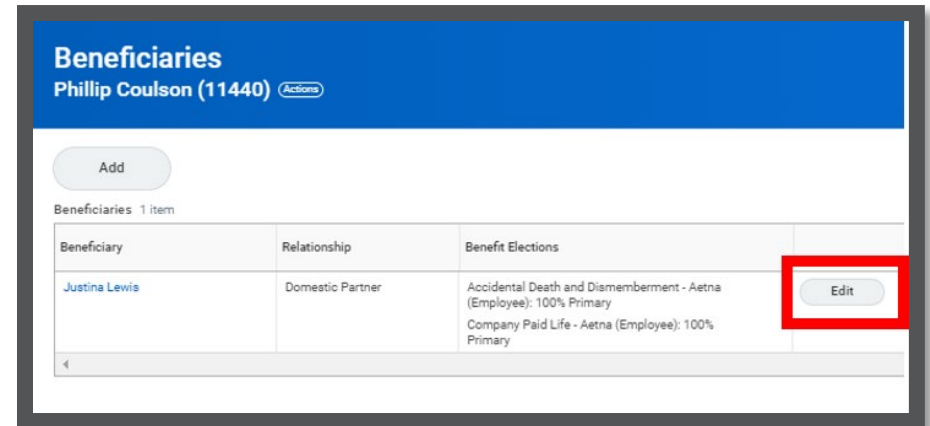 Beneficiaries
Phillip Coulson (11440) Actions
Add
Beneficiaries 1 item
Beneficiary Relationship Benefit Elections
Justina Lewis Domestic Partner Accidental Death and Dismemberment - Aetna Edit
(Employee): 100% Primary
Company Paid Life - Aetna (Employee): 100%
Primary